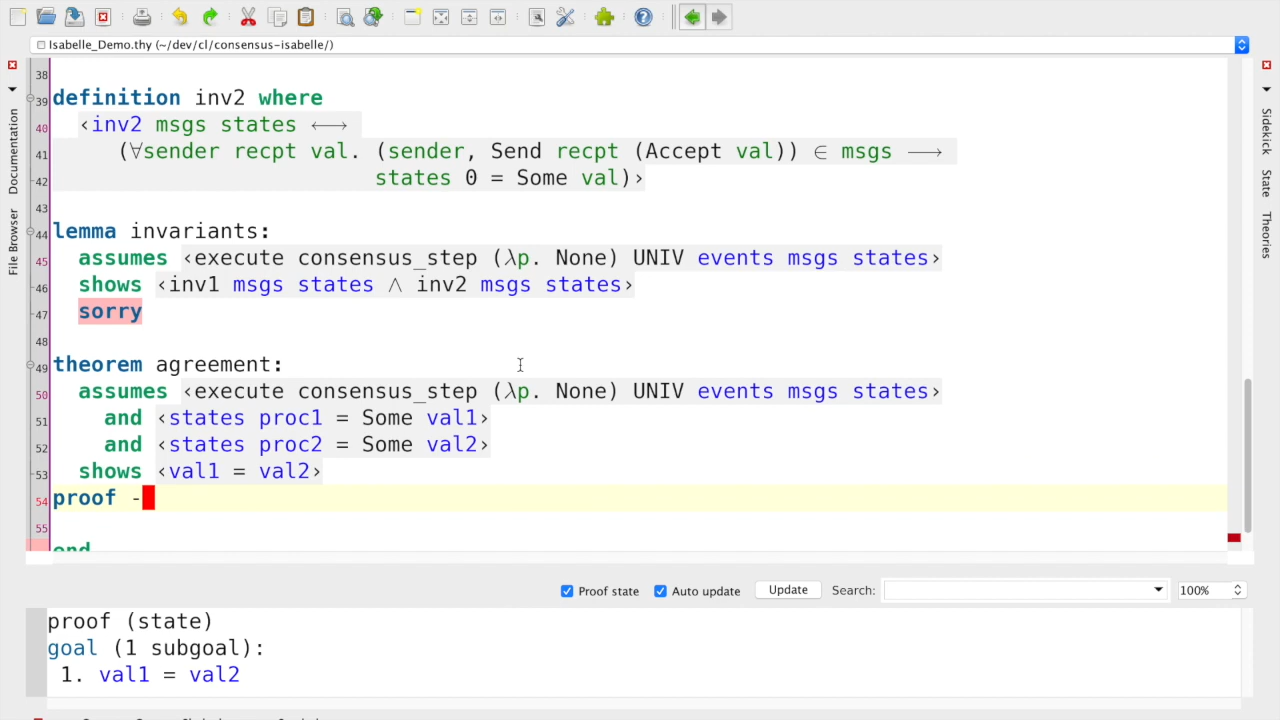 Isabelle_Demo.thy (~/dev/cl/consensus-isabelle/)
38
39 definition inv2 where
40 ‹inv2 msgs states ⟷
41 (∀sender recpt val. (sender, Send recpt (Accept val)) ∈ msgs ⟶
42 states 0 = Some val)›
43
44 lemma invariants:
45 assumes ‹execute consensus_step (λp. None) UNIV events msgs states›
46 shows ‹inv1 msgs states ∧ inv2 msgs states›
47 sorry
48
49 theorem agreement:
50 assumes ‹execute consensus_step (λp. None) UNIV events msgs states›
51 and ‹states proc1 = Some val1›
52 and ‹states proc2 = Some val2›
53 shows ‹val1 = val2›
54 proof -
55
end
Documentation
File Browser
Sidekick
State
Theories
Proof state Auto update Update Search: 100%
proof (state)
goal (1 subgoal):
1. val1 = val2